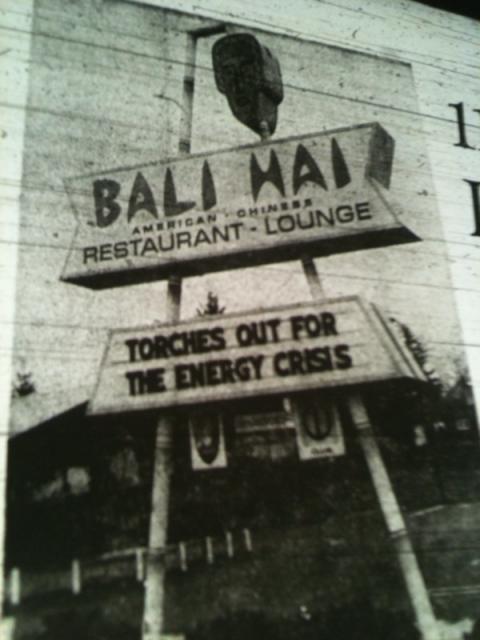 BALI HAI
AMERICAN - CHINESE
RESTAURANT - LOUNGE
TORCHES OUT FOR
THE ENERGY CRISIS